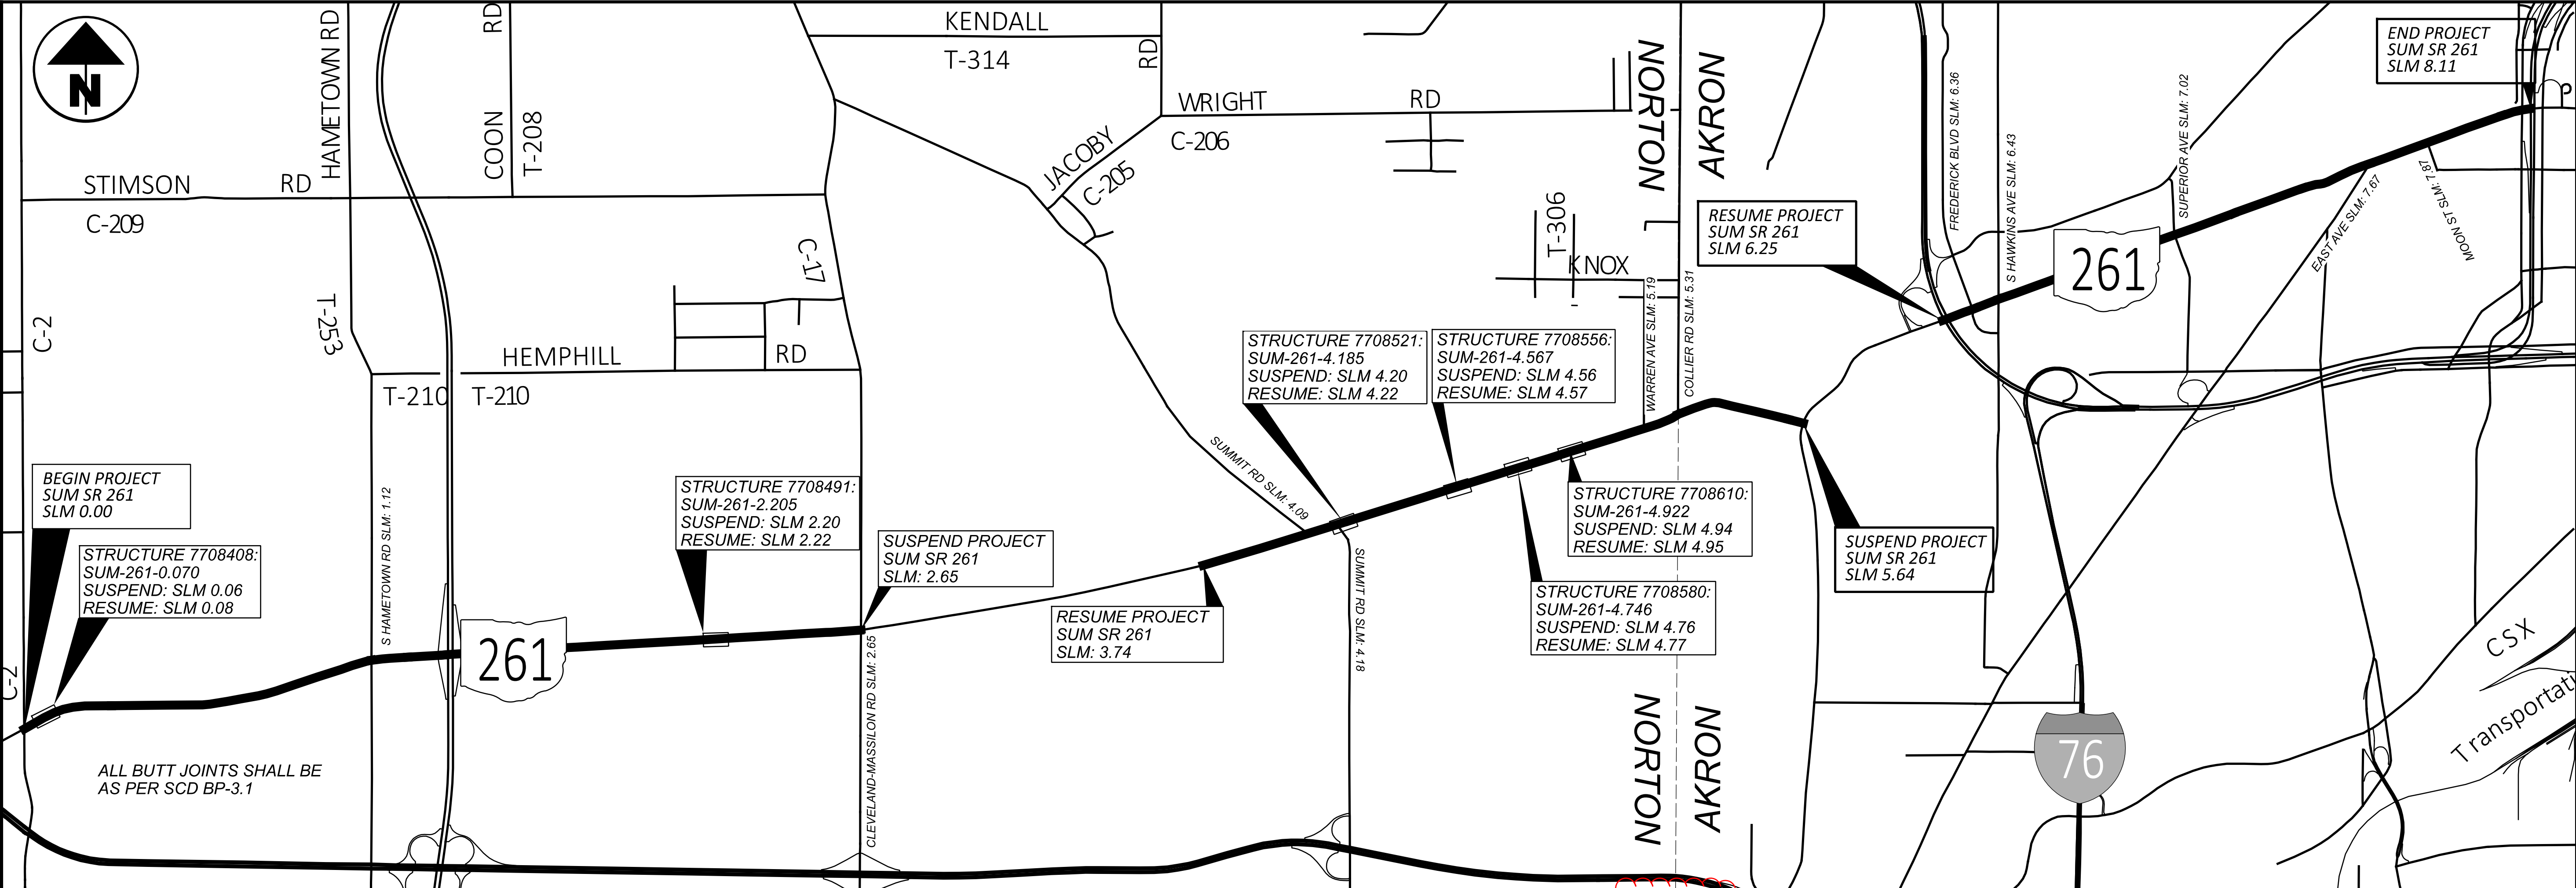 N
HAMETOWN RD
COON
RD
T-208
KENDALL
T-314
RD
WRIGHT
RD
C-206
JACOBY
C-205
STIMSON
RD
C-209
C-2
T-253
C-17
HEMPHILL
RD
T-210
T-210
T-306
KNOX
NORTON
AKRON
END PROJECT
SUM SR 261
SLM 8.11
FREDERICK BLVD SLM: 6.36
S HAWKINS AVE SLM: 6.43
SUPERIOR AVE SLM: 7.02
EAST AVE SLM: 7.67
MOON ST SLM: 7.87
RESUME PROJECT
SUM SR 261
SLM 6.25
261
WARREN AVE SLM: 5.19
COLLIER RD SLM: 5.31
STRUCTURE 7708521:
SUM-261-4.185
SUSPEND: SLM 4.20
RESUME: SLM 4.22
STRUCTURE 7708556:
SUM-261-4.567
SUSPEND: SLM 4.56
RESUME: SLM 4.57
SUMMIT RD SLM: 4.09
BEGIN PROJECT
SUM SR 261
SLM 0.00
STRUCTURE 7708408:
SUM-261-0.070
SUSPEND: SLM 0.06
RESUME: SLM 0.08
S HAMETOWN RD SLM: 1.12
STRUCTURE 7708491:
SUM-261-2.205
SUSPEND: SLM 2.20
RESUME: SLM 2.22
SUSPEND PROJECT
SUM SR 261
SLM: 2.65
RESUME PROJECT
SUM SR 261
SLM: 3.74
STRUCTURE 7708610:
SUM-261-4.922
SUSPEND: SLM 4.94
RESUME: SLM 4.95
STRUCTURE 7708580:
SUM-261-4.746
SUSPEND: SLM 4.76
RESUME: SLM 4.77
SUSPEND PROJECT
SUM SR 261
SLM 5.64
SUMMIT RD SLM: 4.18
CLEVELAND-MASSILON RD SLM: 2.65
261
C-2
ALL BUTT JOINTS SHALL BE
AS PER SCD BP-3.1
NORTON
AKRON
76
CSX
Transportati